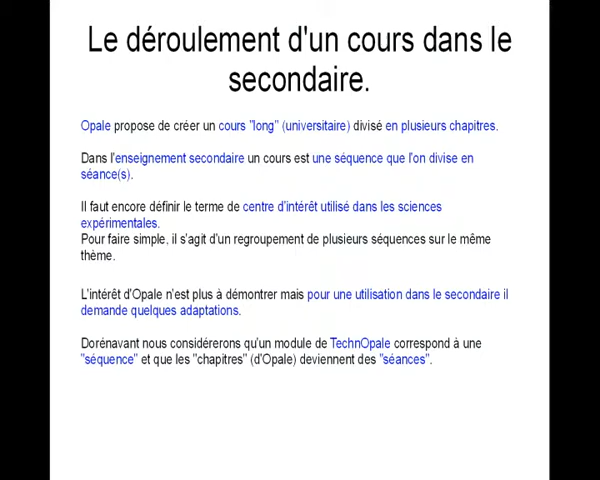 Le déroulement d'un cours dans le
secondaire.
Opale propose de créer un cours "long" (universitaire) divisé en plusieurs chapitres.
Dans l'enseignement secondaire un cours est une séquence que l'on divise en
séance(s).
Il faut encore définir le terme de centre d'intérêt utilisé dans les sciences
expérimentales.
Pour faire simple, il s'agit d'un regroupement de plusieurs séquences sur le même
thème.
L'intérêt d'Opale n'est plus à démontrer mais pour une utilisation dans le secondaire il
demande quelques adaptations.
Dorénavant nous considérerons qu'un module de TechnOpale correspond à une
"séquence" et que les "chapitres" (d'Opale) deviennent des "séances".